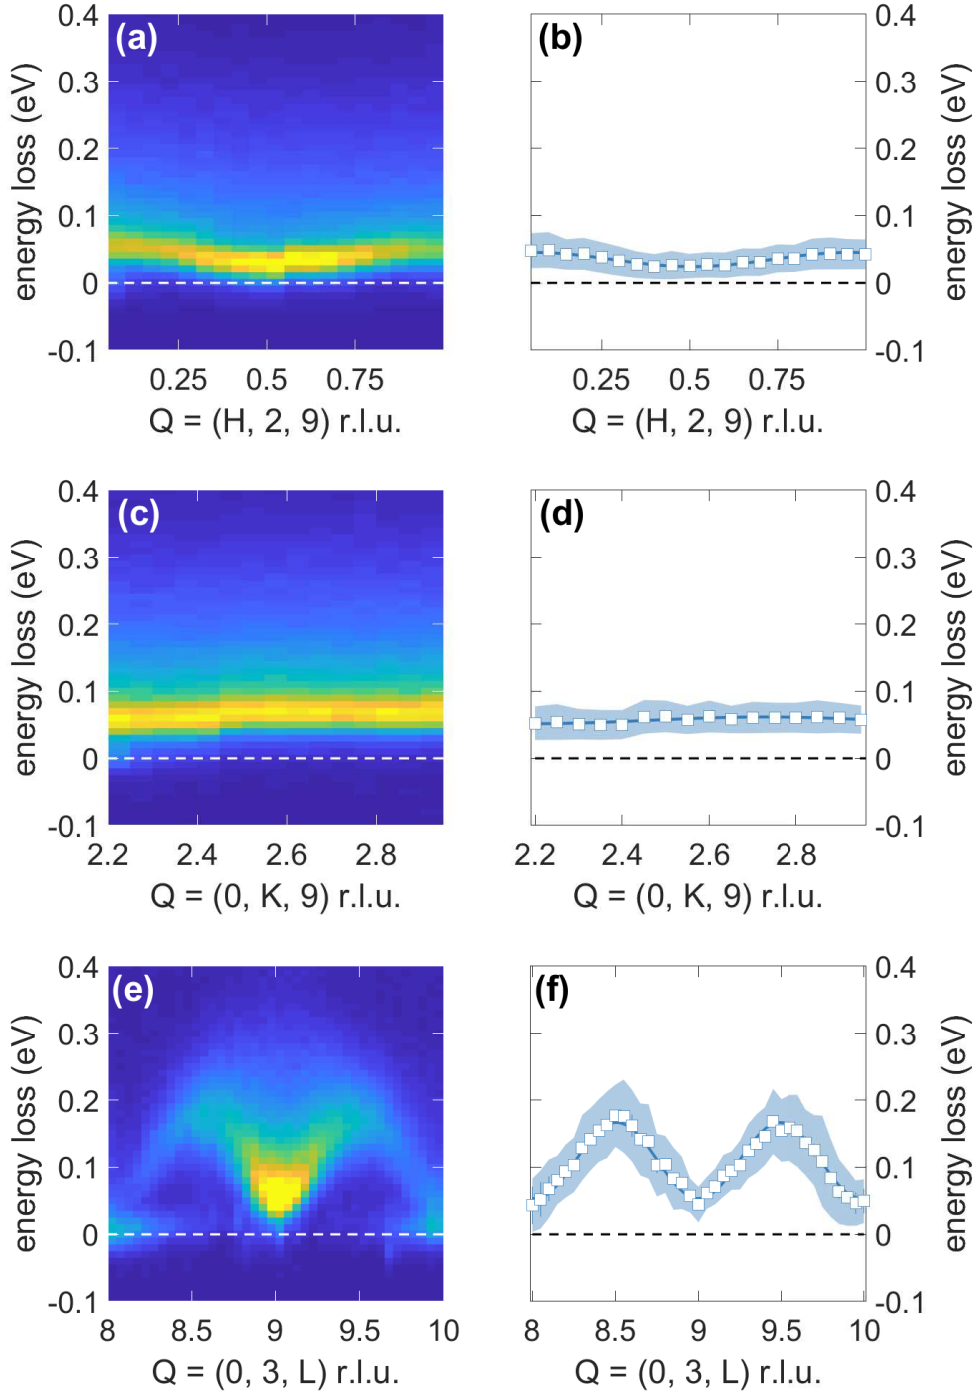 (a)
0.4
0.3
0.2
0.1
0
-0.1
energy loss (eV)
0.25 0.5 0.75
Q = (H, 2, 9) r.l.u.
(b)
0.4
0.3
0.2
0.1
0
-0.1
energy loss (eV)
0.25 0.5 0.75
Q = (H, 2, 9) r.l.u.
(c)
0.4
0.3
0.2
0.1
0
-0.1
energy loss (eV)
2.2 2.4 2.6 2.8
Q = (0, K, 9) r.l.u.
(d)
0.4
0.3
0.2
0.1
0
-0.1
energy loss (eV)
2.2 2.4 2.6 2.8
Q = (0, K, 9) r.l.u.
(e)
0.4
0.3
0.2
0.1
0
-0.1
energy loss (eV)
8 8.5 9 9.5 10
Q = (0, 3, L) r.l.u.
(f)
0.4
0.3
0.2
0.1
0
-0.1
energy loss (eV)
8 8.5 9 9.5 10
Q = (0, 3, L) r.l.u.